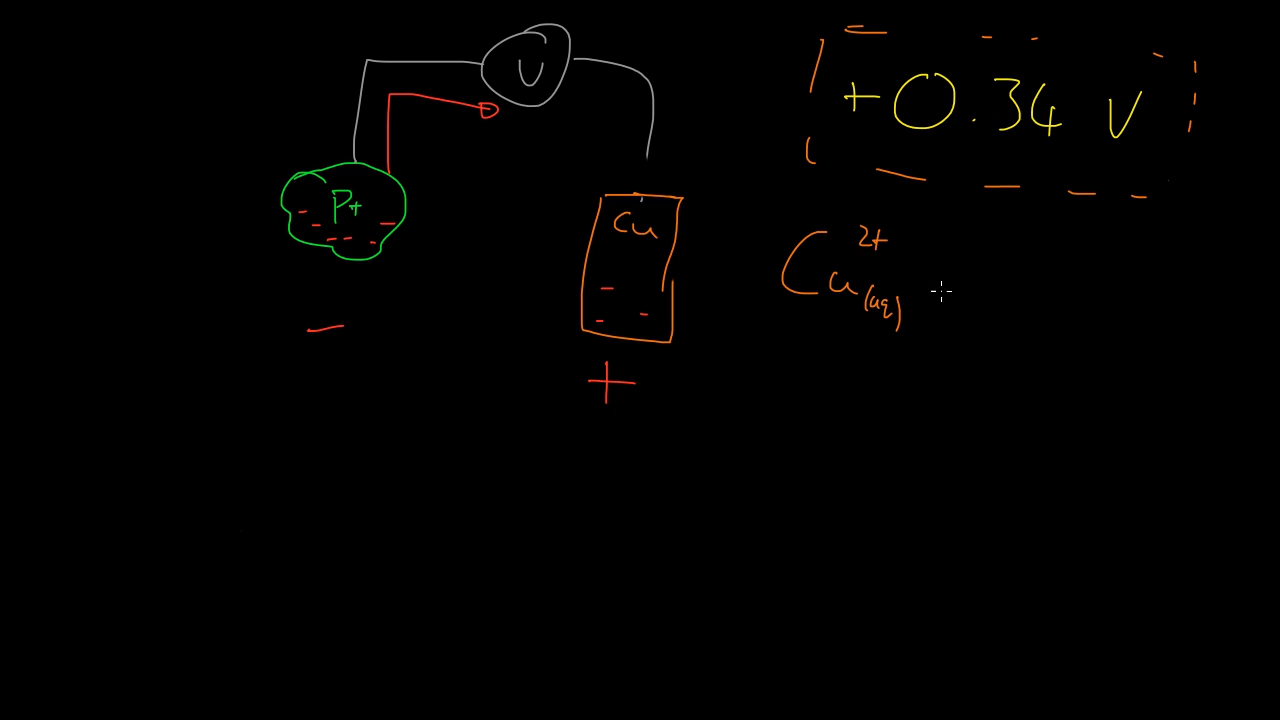 V
+0.34 V
Pt
Cu
Cu2+(aq)
-
+